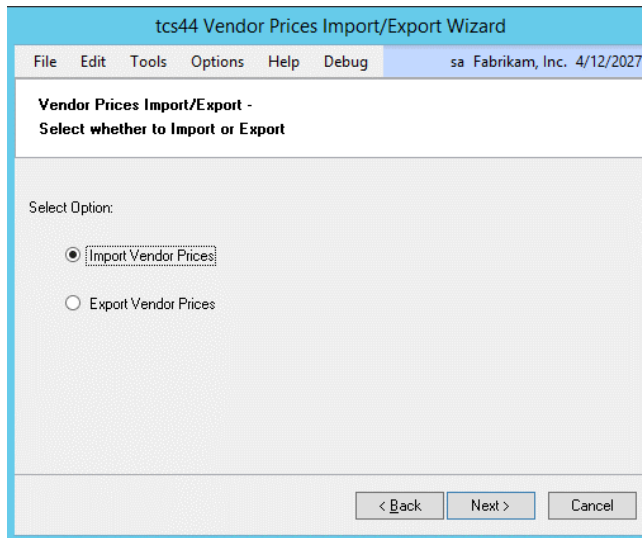 tcs44 Vendor Prices Import/Export Wizard
File Edit Tools Options Help Debug sa Fabrikam, Inc. 4/12/2027
Vendor Prices Import/Export -
Select whether to Import or Export
Select Option:
Import Vendor Prices
Export Vendor Prices
< Back Next > Cancel